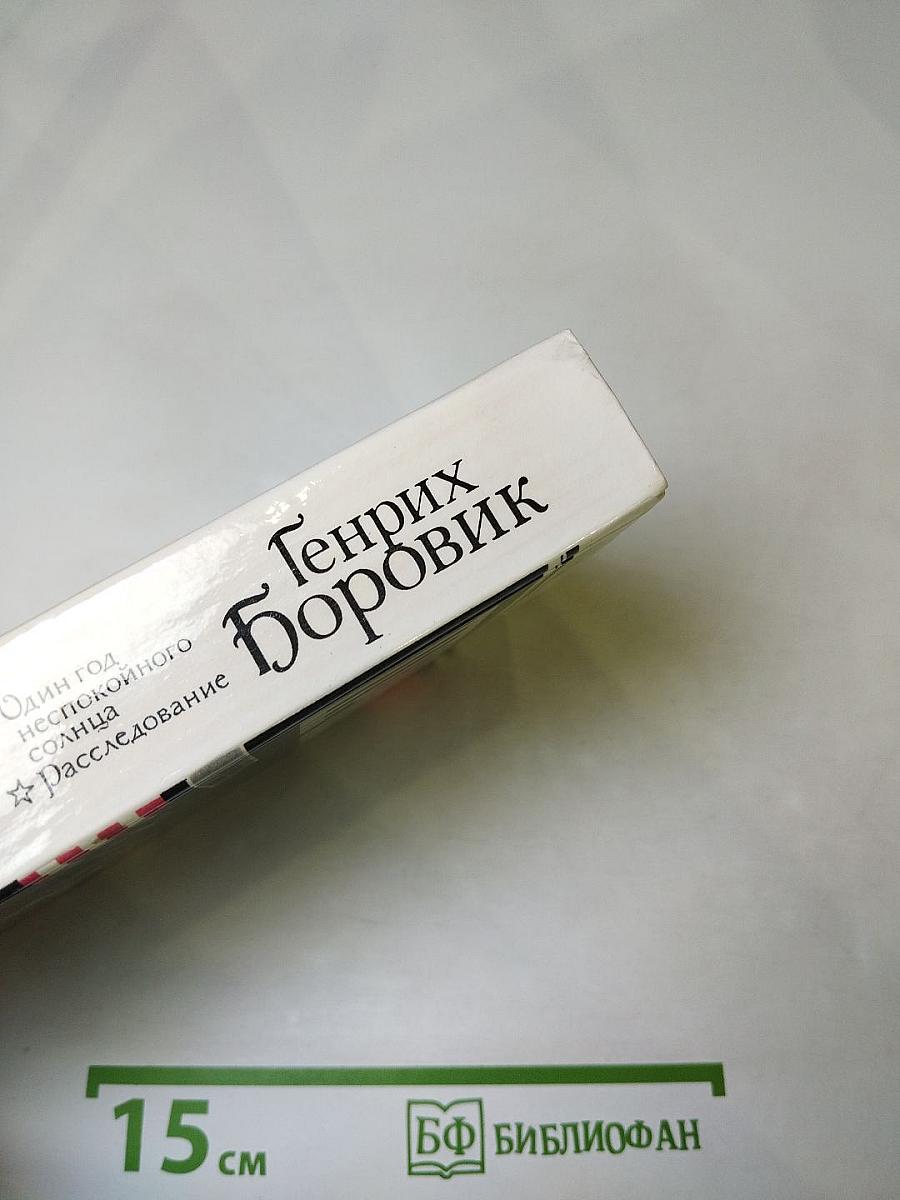 Генрих
Боровик
Один год
неспокойного
солнца
☆ Расследование
15 см
БФ БИБЛИОФАН